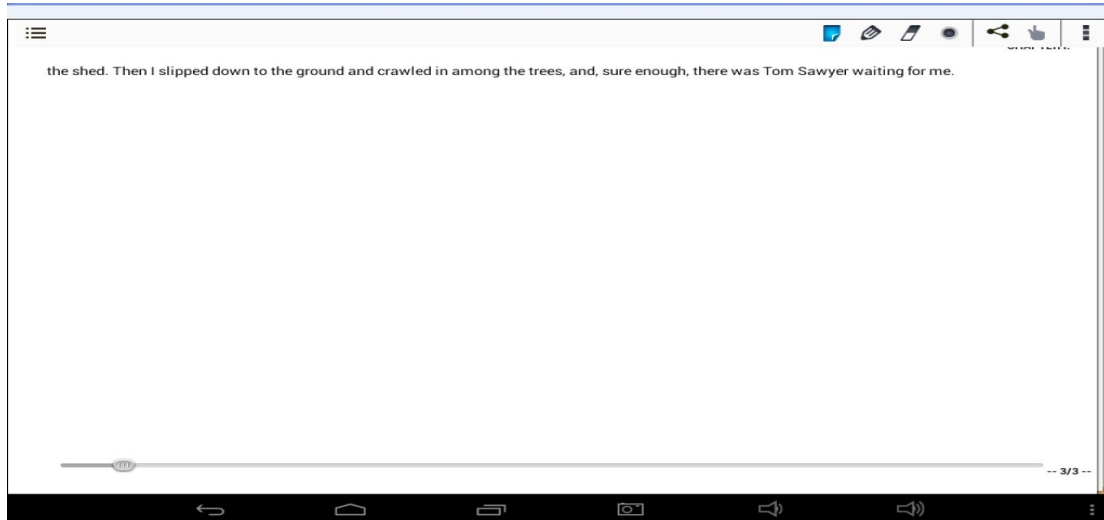 the shed. Then I slipped down to the ground and crawled in among the trees, and, sure enough, there was Tom Sawyer waiting for me.
-- 3/3 --